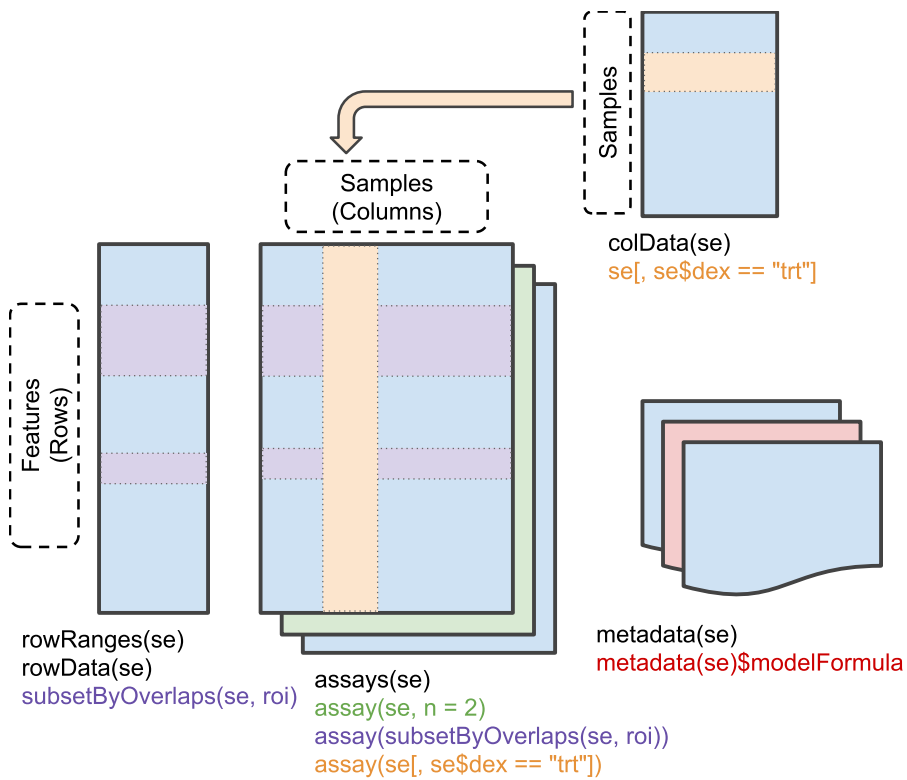 Samples
Samples
(Columns)
colData(se)
se[, se$dex == "trt"]
Features
(Rows)
rowRanges(se)
rowData(se)
subsetByOverlaps(se, roi)
assays(se)
assay(se, n = 2)
assay(subsetByOverlaps(se, roi))
assay(se[, se$dex == "trt"])
metadata(se)
metadata(se)$modelFormula